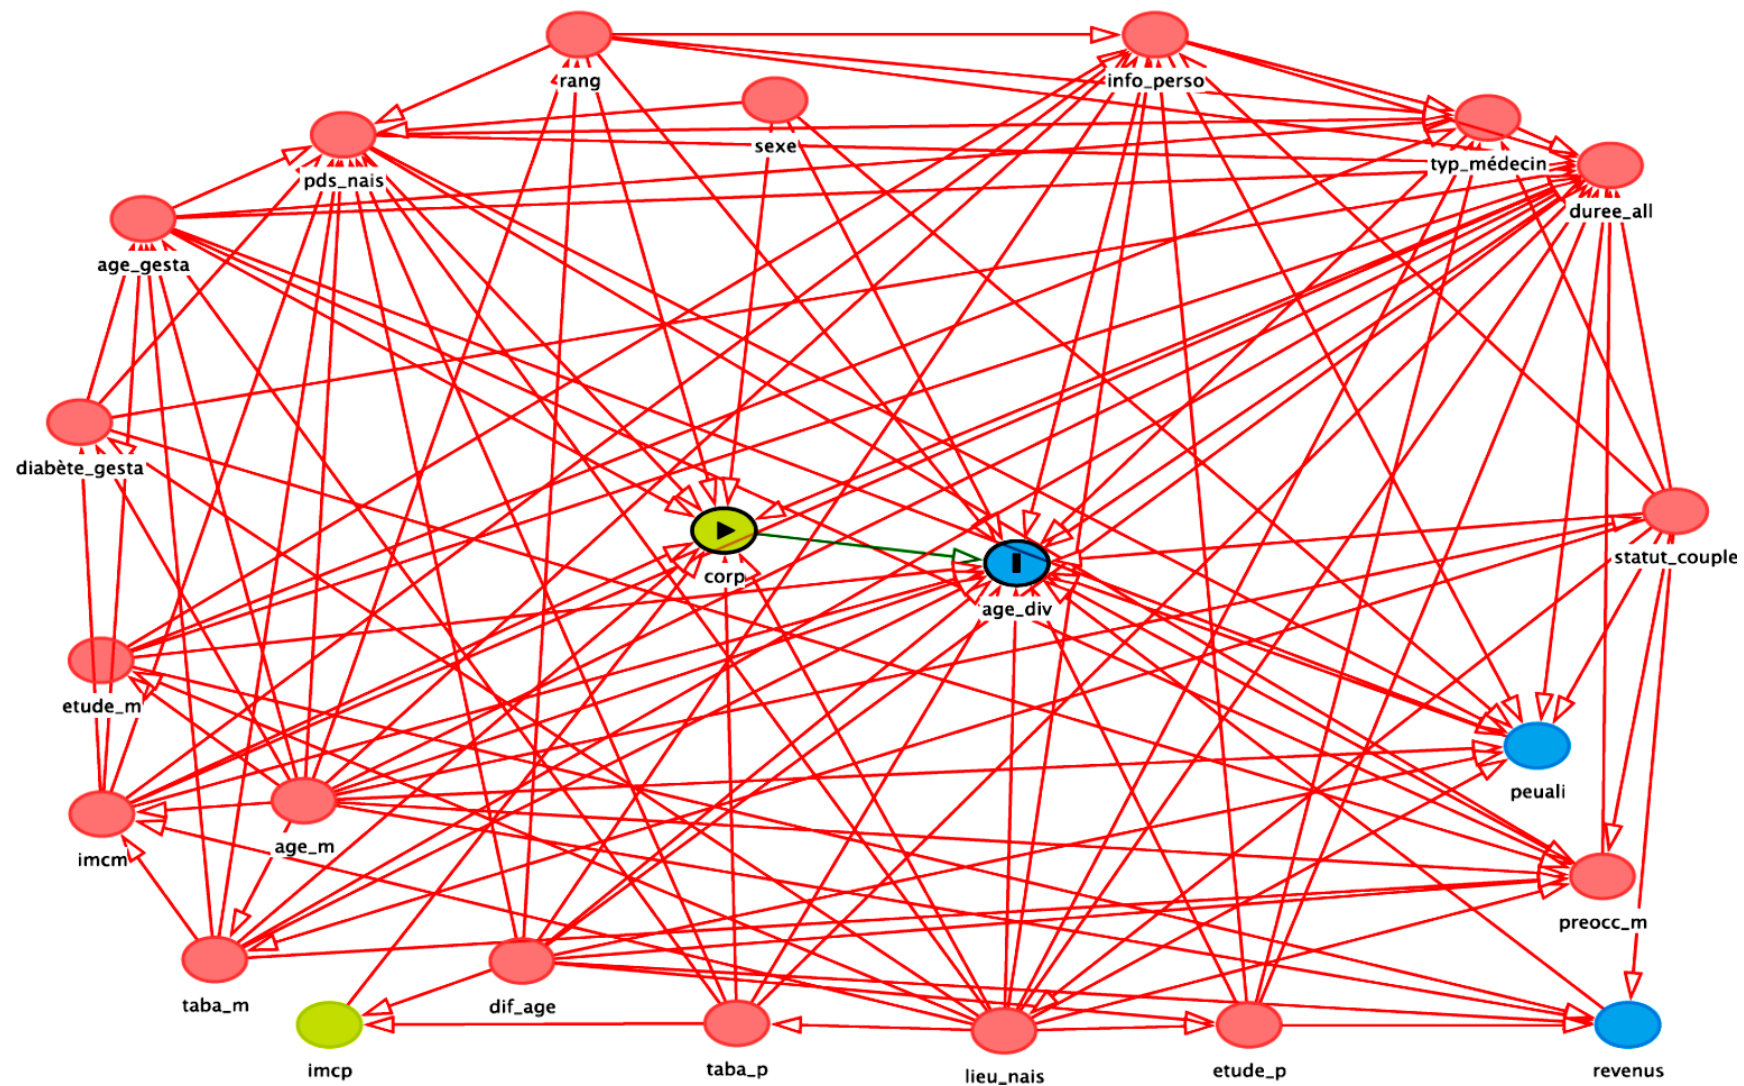 rang
info_perso
sexe
typ_médecin
pds_nais
duree_all
age_gesta
diabète_gesta
statut_couple
corp
age_div
etude_m
peuali
age_m
imcm
preocc_m
taba_m
dif_age
imcp
taba_p
lieu_nais
etude_p
revenus